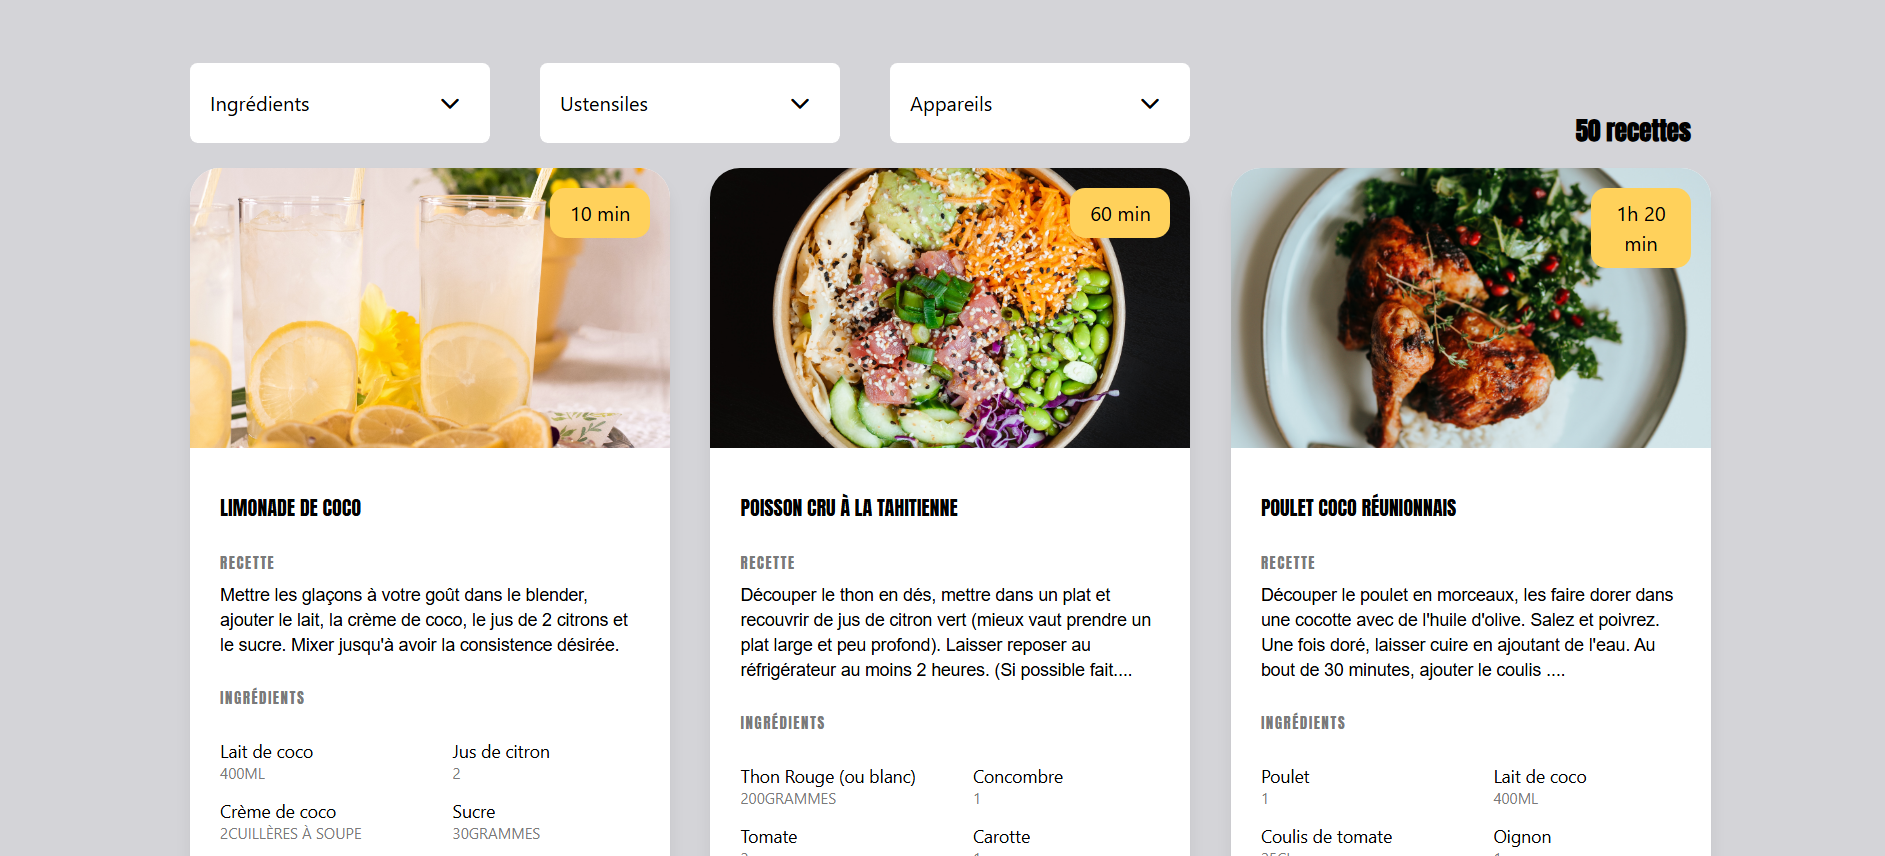 Ingrédients
Ustensiles
Appareils
50 recettes
10 min
60 min
1h 20
min
LIMONADE DE COCO
RECETTE
Mettre les glaçons à votre goût dans le blender,
ajouter le lait, la crème de coco, le jus de 2 citrons et
le sucre. Mixer jusqu'à avoir la consistence désirée.
INGRÉDIENTS
Lait de coco
400ML
Jus de citron
2
Crème de coco
2CUILLÈRES À SOUPE
Sucre
30GRAMMES
POISSON CRU À LA TAHITIENNE
RECETTE
Découper le thon en dés, mettre dans un plat et
recouvrir de jus de citron vert (mieux vaut prendre un
plat large et peu profond). Laisser reposer au
réfrigérateur au moins 2 heures. (Si possible fait....
INGRÉDIENTS
Thon Rouge (ou blanc)
200GRAMMES
Concombre
1
Tomate
Carotte
POULET COCO RÉUNIONNAIS
RECETTE
Découper le poulet en morceaux, les faire dorer dans
une cocotte avec de l'huile d'olive. Salez et poivrez.
Une fois doré, laisser cuire en ajoutant de l'eau. Au
bout de 30 minutes, ajouter le coulis ....
INGRÉDIENTS
Poulet
1
Lait de coco
400ML
Coulis de tomate
Oignon